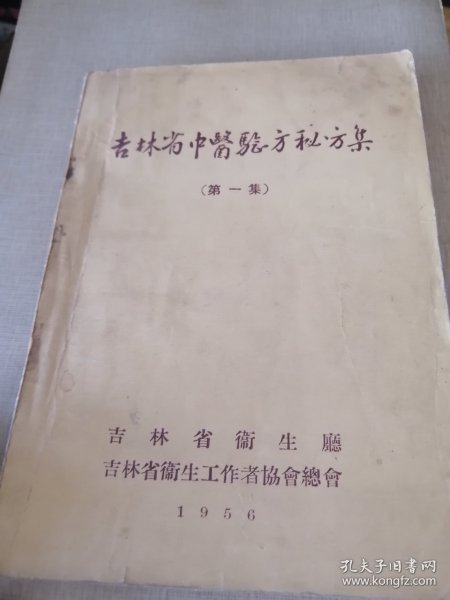 吉林省中醫驗方秘方集
（第一集）
吉林省衞生廳
吉林省衞生工作者協會總會
1956
孔夫子旧书网
www.kongfz.com